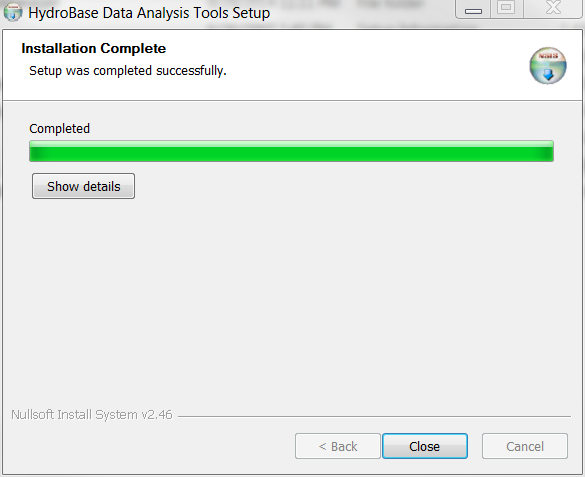 HydroBase Data Analysis Tools Setup
Installation Complete
Setup was completed successfully.
Completed
Show details
Nullsoft Install System v2.46
< Back
Close
Cancel